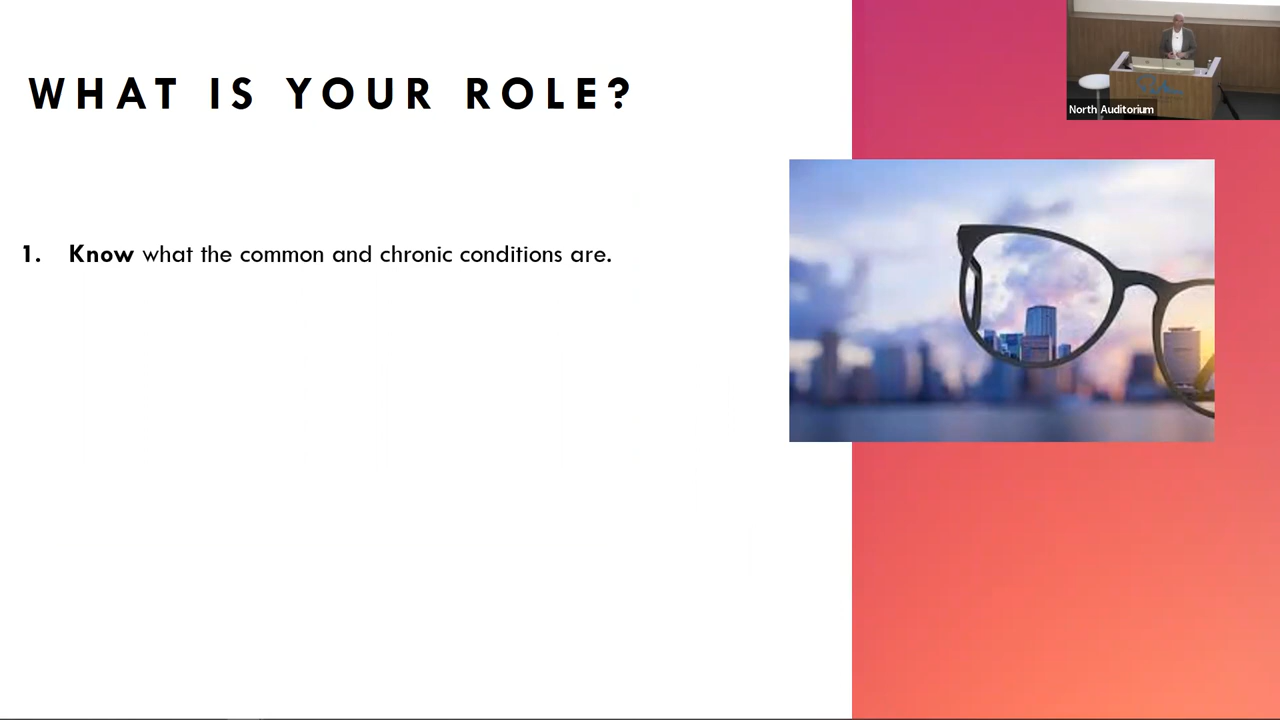 WHAT IS YOUR ROLE?
1. Know what the common and chronic conditions are.
North Auditorium